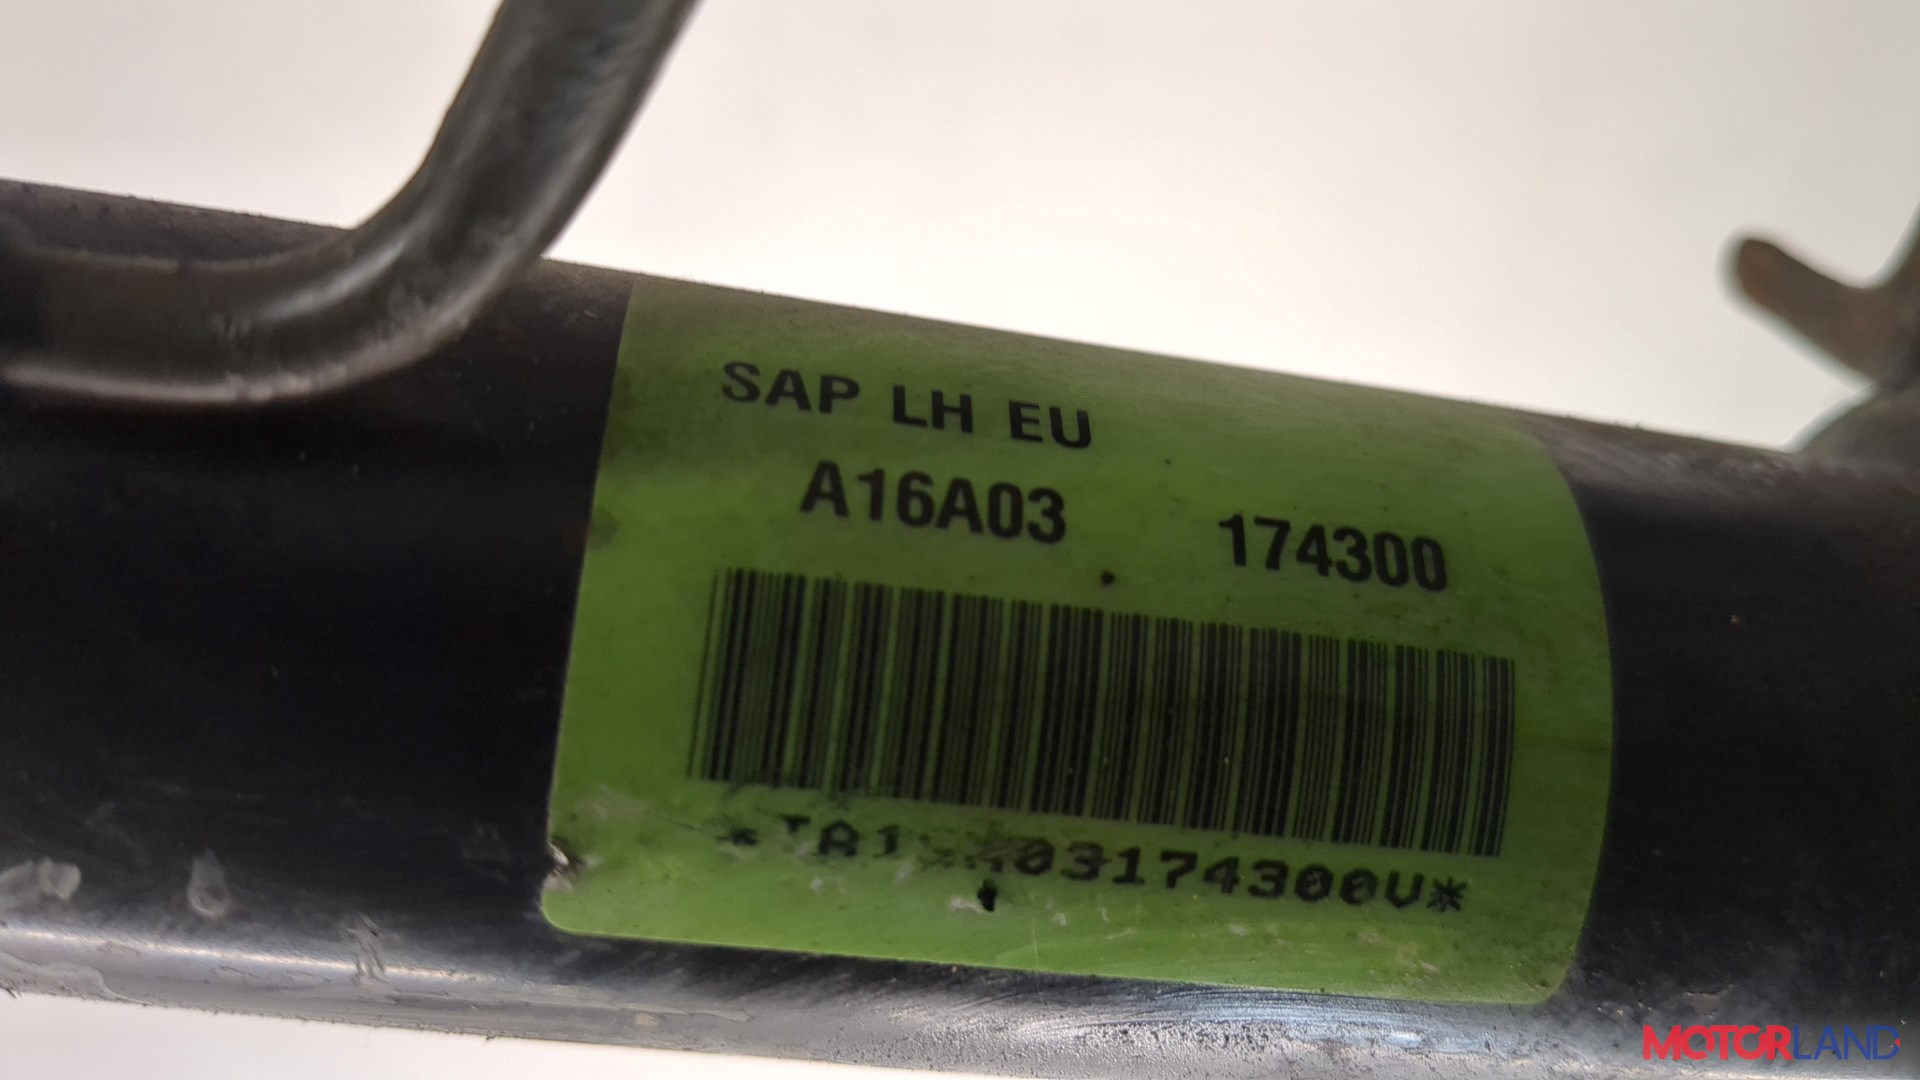 SAP LH EU
A16A03 174300
MOTORLAND